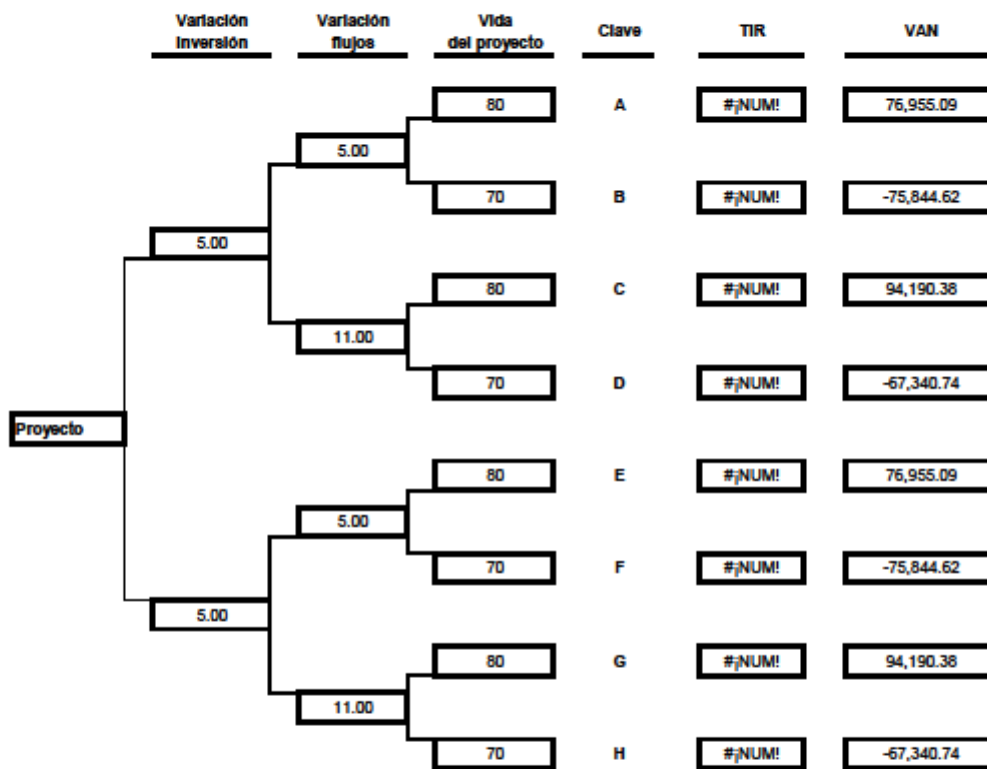 Variación Inversión
Variación flujos
Vida del proyecto
Clave
TIR
VAN
80 A #¡NUM! 76,955.09
5.00
70 B #¡NUM! -75,844.62
5.00
80 C #¡NUM! 94,190.38
11.00
70 D #¡NUM! -67,340.74
Proyecto
80 E #¡NUM! 76,955.09
5.00
70 F #¡NUM! -75,844.62
5.00
80 G #¡NUM! 94,190.38
11.00
70 H #¡NUM! -67,340.74